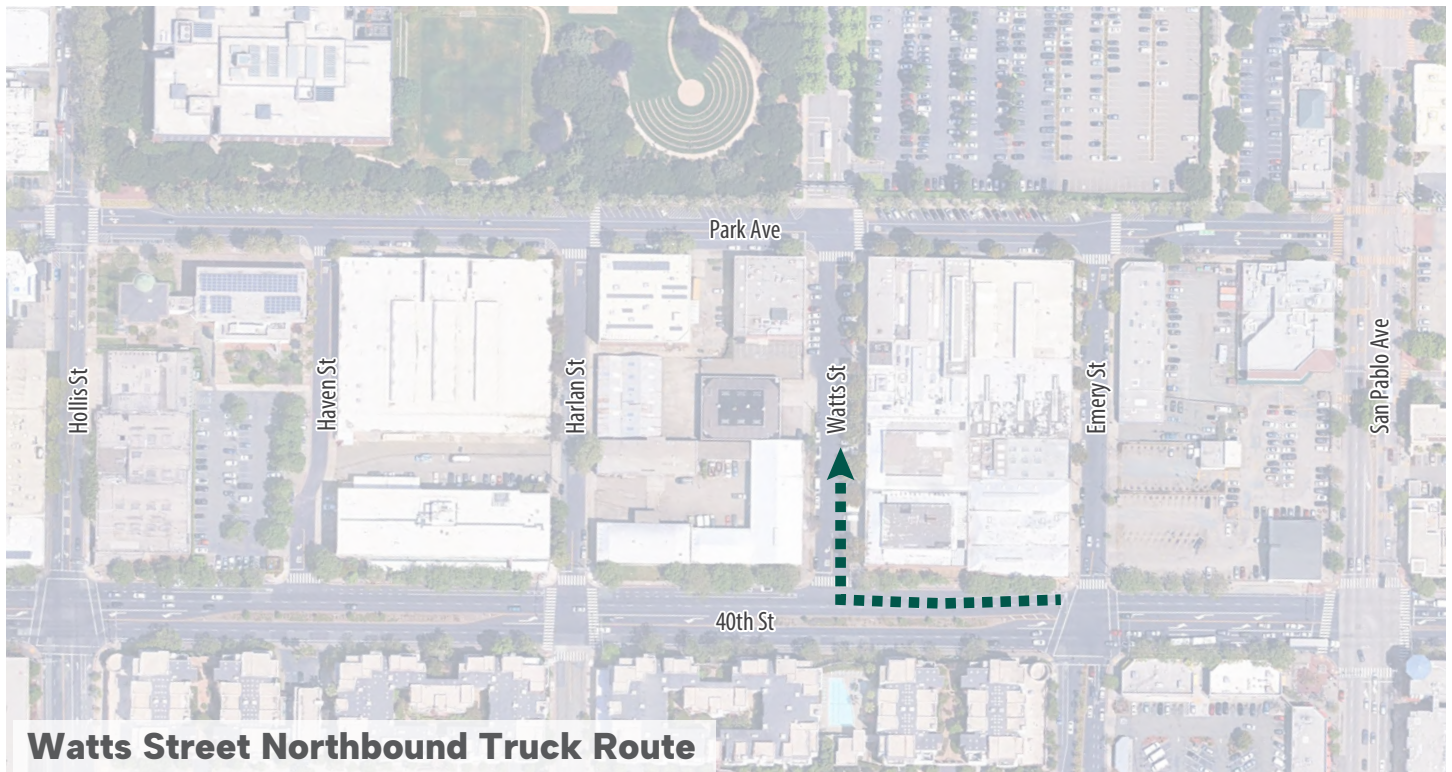 Park Ave
Hollis St
Haven St
Harlan St
Watts St
Emery St
San Pablo Ave
40th St
Watts Street Northbound Truck Route